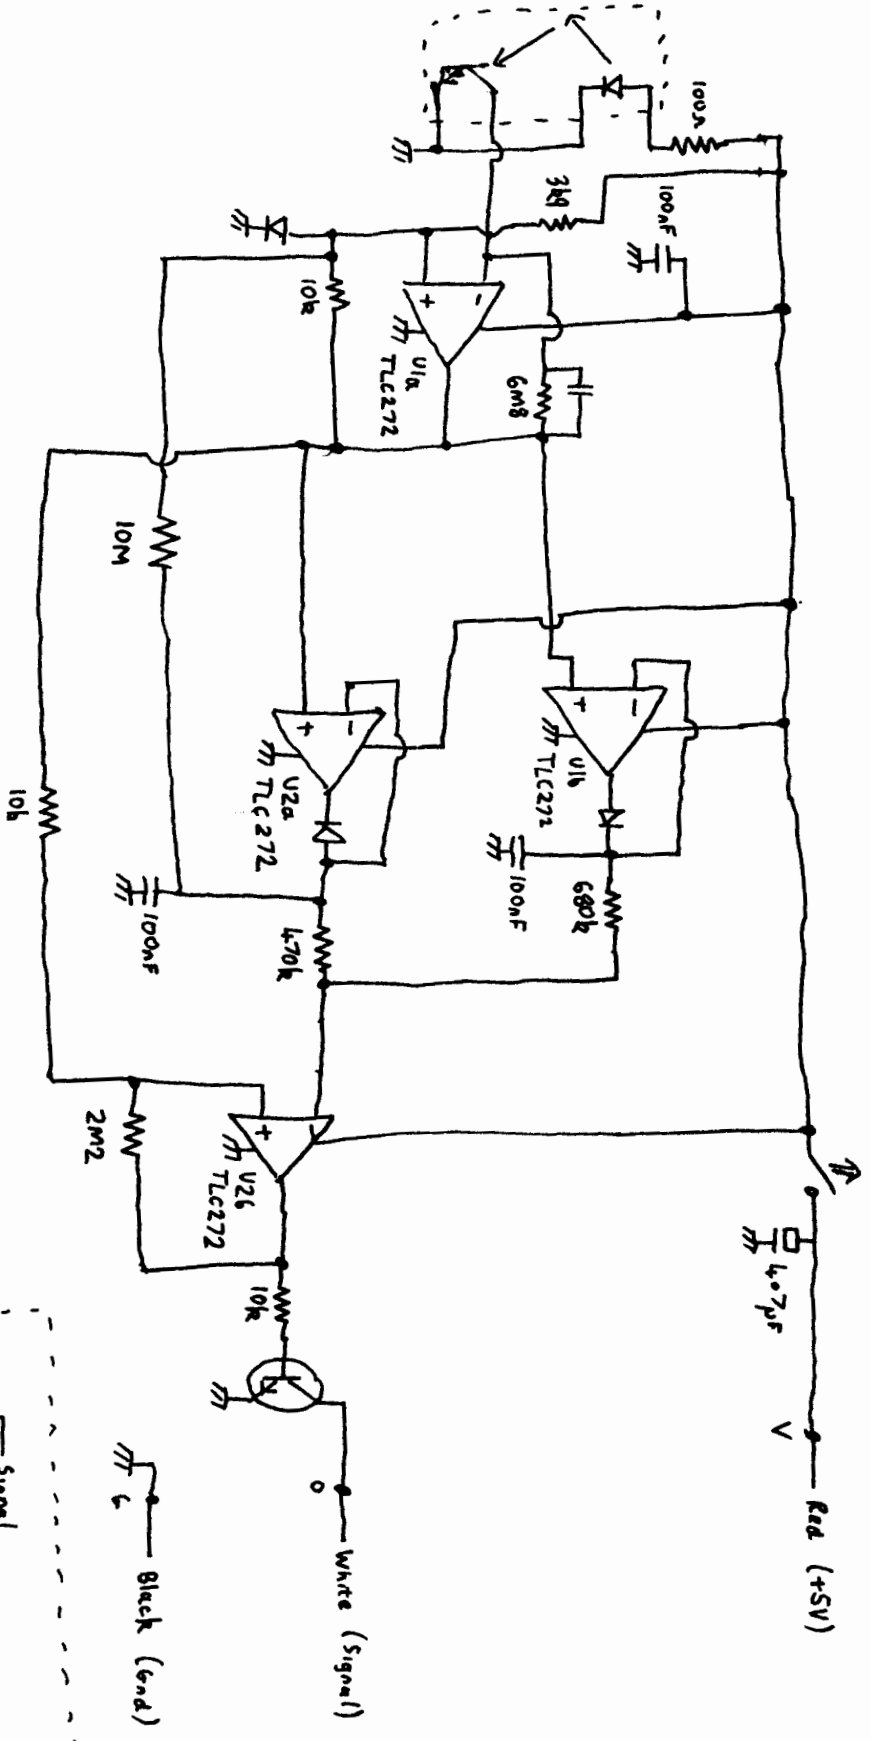 100Ω
3k9
100nF
10k
+
-
U1a
TLC272
6M8
10M
+
-
U1b
TLC272
+
-
U2a
TLC272
100nF
680k
10k
100nF
470k
2M2
+
-
U2b
TLC272
10k
4.7µF
V
Red (+5V)
O
White (Signal)
G
Black (Gnd)
Signal